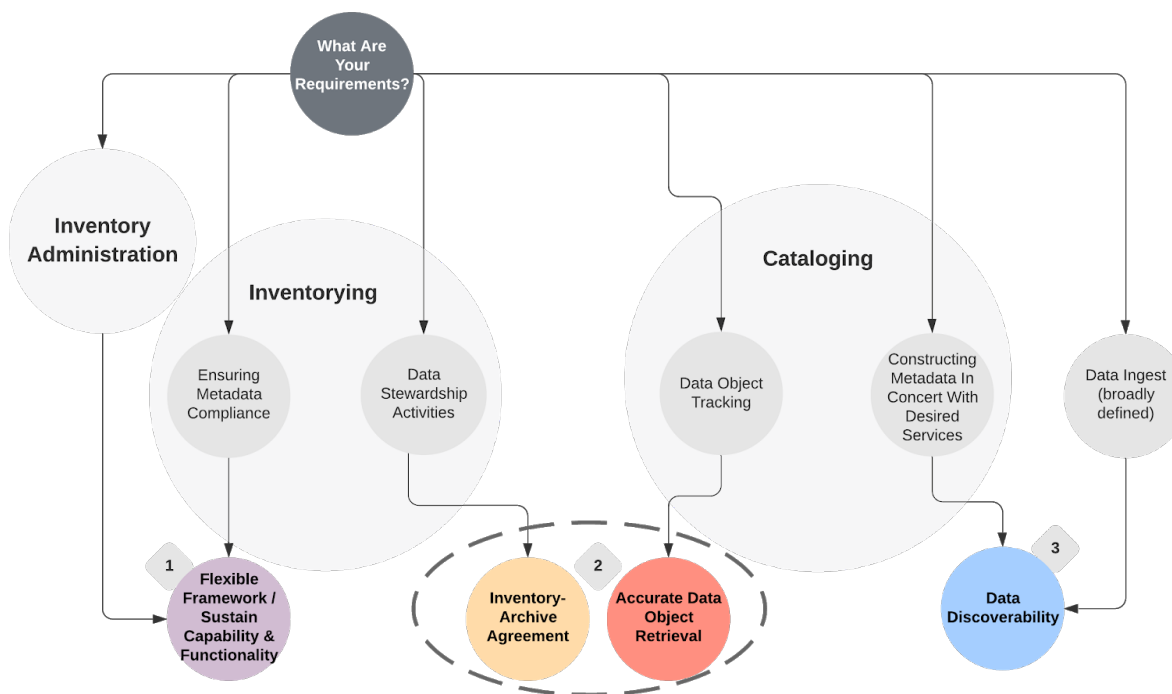 What Are
Your
Requirements?
Inventory
Administration
Inventorying
Cataloging
Ensuring
Metadata
Compliance
Data
Stewardship
Activities
Data Object
Tracking
Constructing
Metadata In
Concert With
Desired
Services
Data Ingest
(broadly
defined)
1
Flexible
Framework /
Sustain
Capability &
Functionality
2
Inventory-
Archive
Agreement
Accurate Data
Object
Retrieval
3
Data
Discoverability